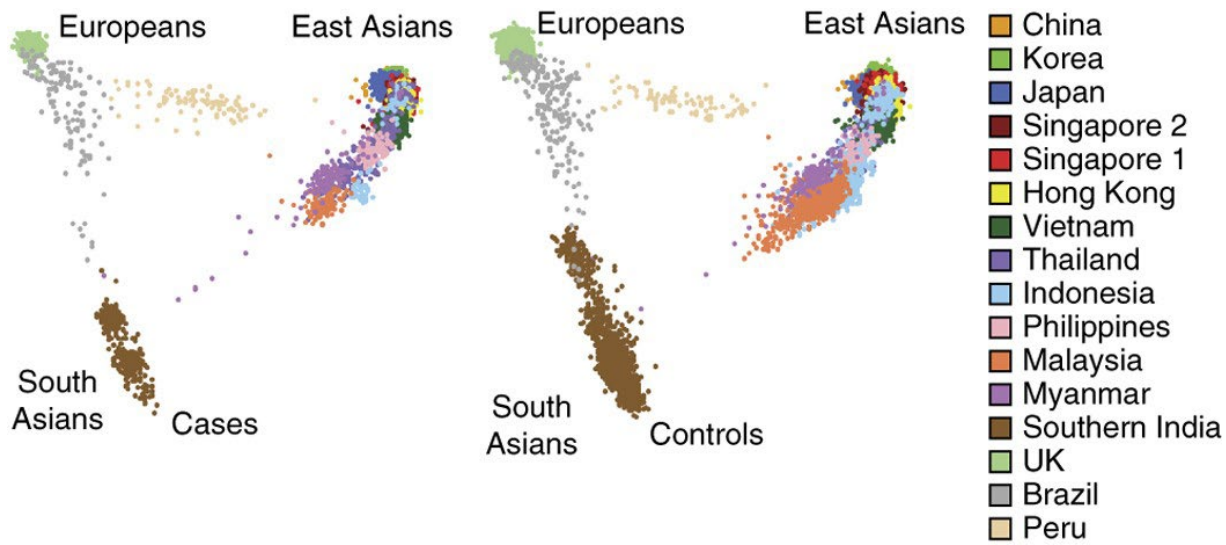 Europeans
East Asians
South
Asians
Cases
Europeans
East Asians
South
Asians
Controls
China
Korea
Japan
Singapore 2
Singapore 1
Hong Kong
Vietnam
Thailand
Indonesia
Philippines
Malaysia
Myanmar
Southern India
UK
Brazil
Peru